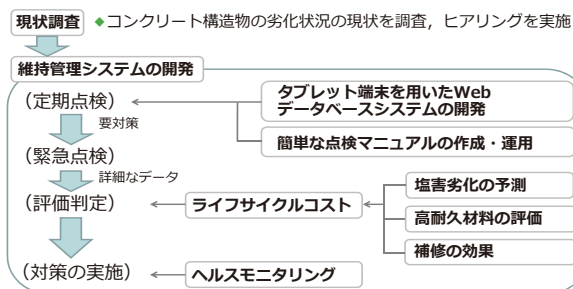 現状調査
◆コンクリート構造物の劣化状況の現状を調査，ヒアリングを実施
維持管理システムの開発
（定期点検）
タブレット端末を用いたWeb
データベースシステムの開発
要対策
簡単な点検マニュアルの作成・運用
（緊急点検）
詳細なデータ
塩害劣化の予測
（評価判定）
ライフサイクルコスト
高耐久材料の評価
補修の効果
（対策の実施）
ヘルスモニタリング